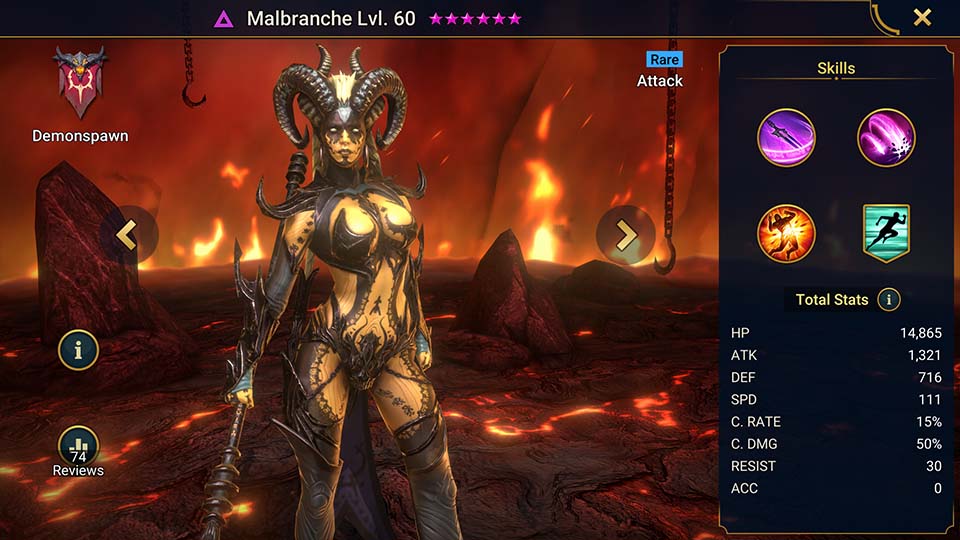 Malbranche Lvl. 60
Demonspawn
Rare
Attack
Skills
Total Stats
HP 14,865
ATK 1,321
DEF 716
SPD 111
C. RATE 15%
C. DMG 50%
RESIST 30
ACC 0
74
Reviews